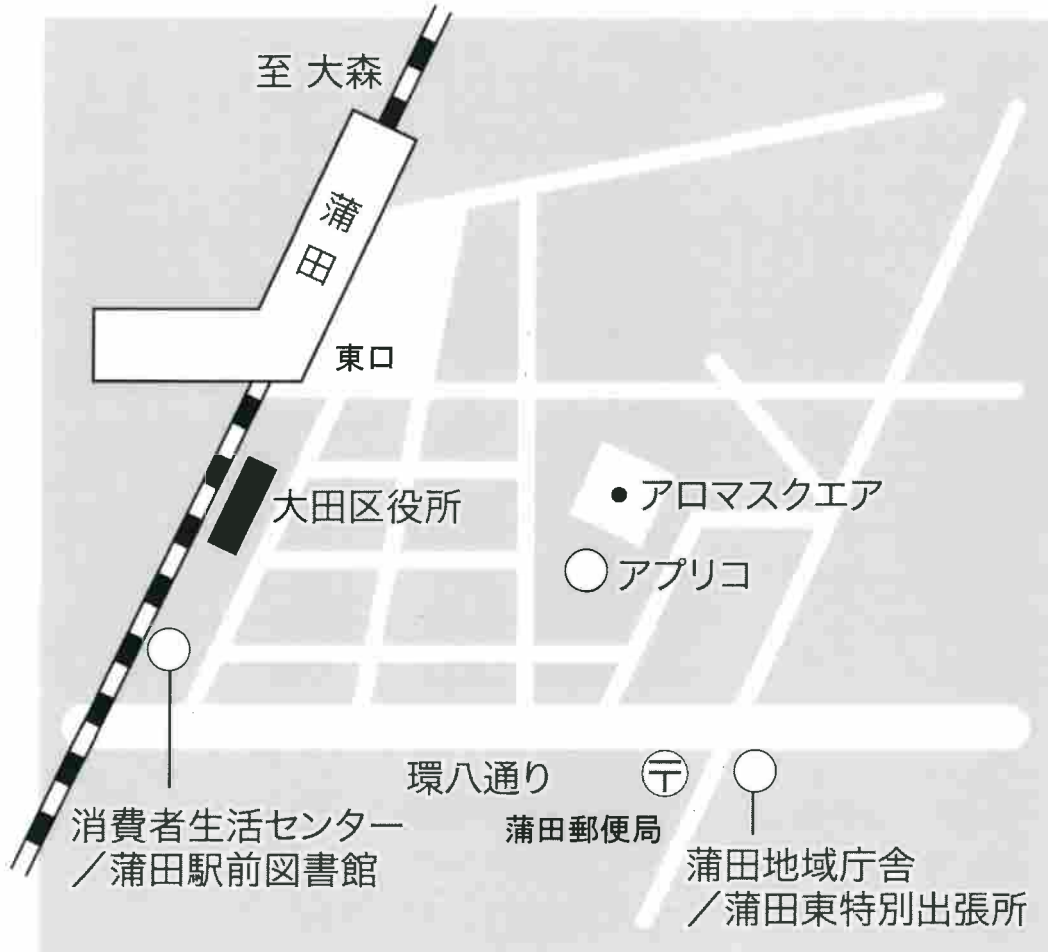 至 大森
蒲田
東口
大田区役所
アロマスクエア
アプリコ
環八通り
〒
蒲田郵便局
消費者生活センター
／蒲田駅前図書館
蒲田地域庁舎
／蒲田東特別出張所